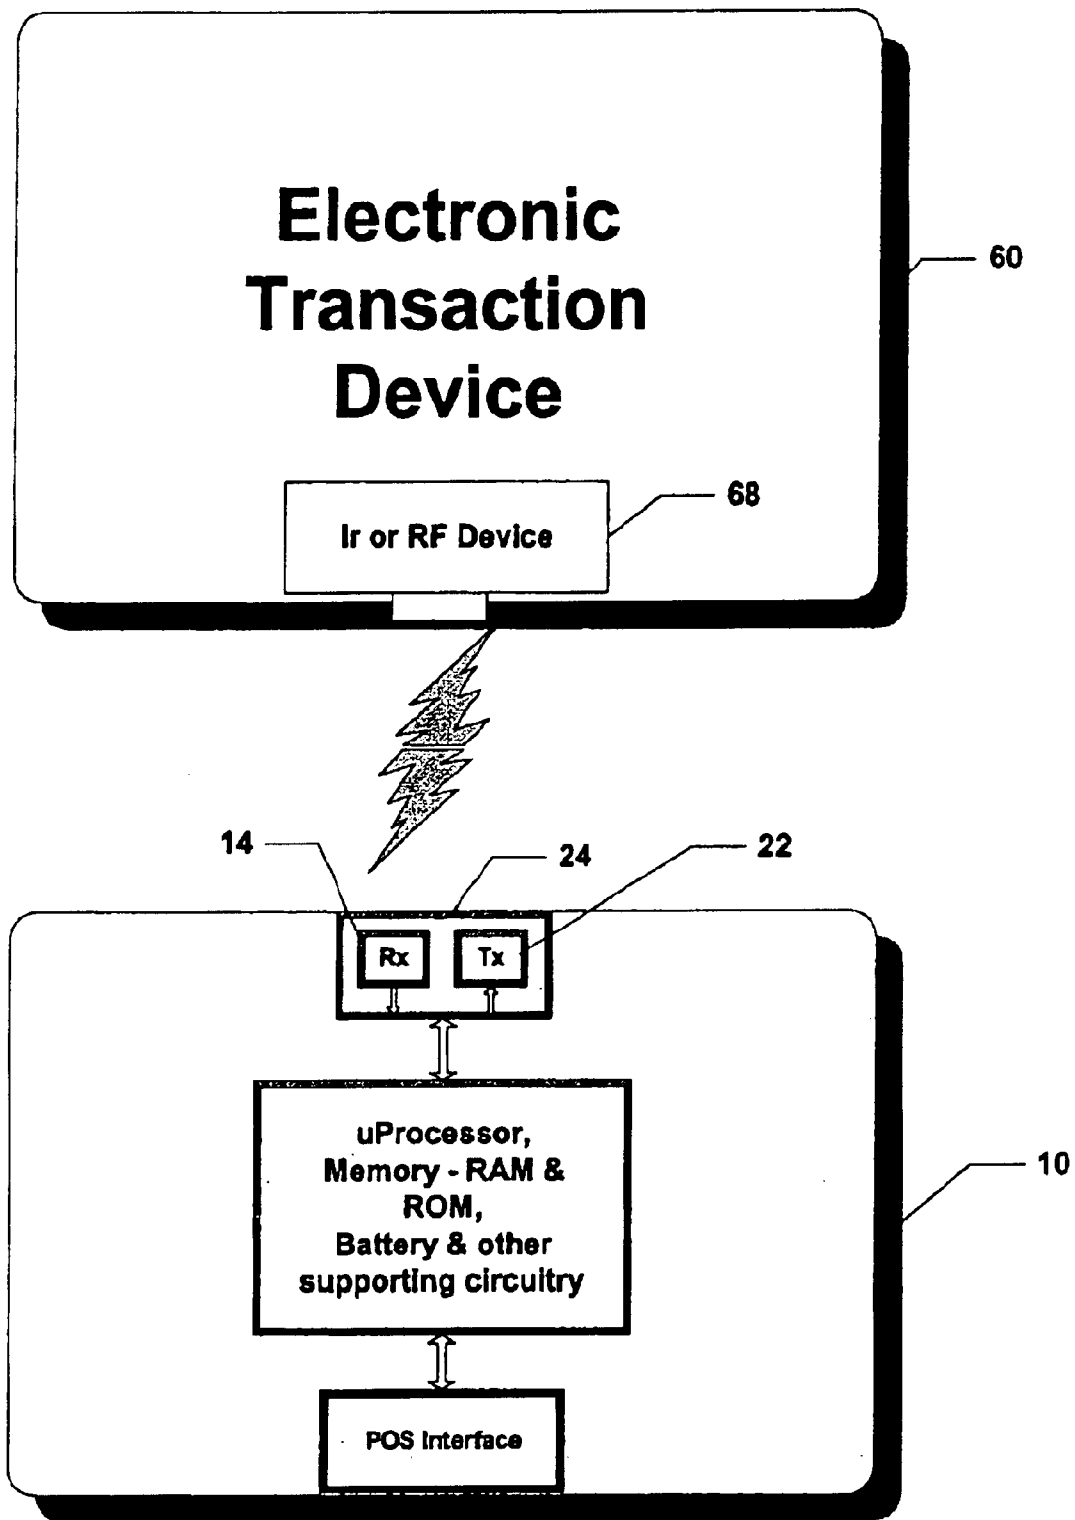 Electronic
Transaction
Device
60
Ir or RF Device
68
14
24
22
Rx
Tx
uProcessor,
Memory - RAM &
ROM,
Battery & other
supporting circuitry
10
POS Interface